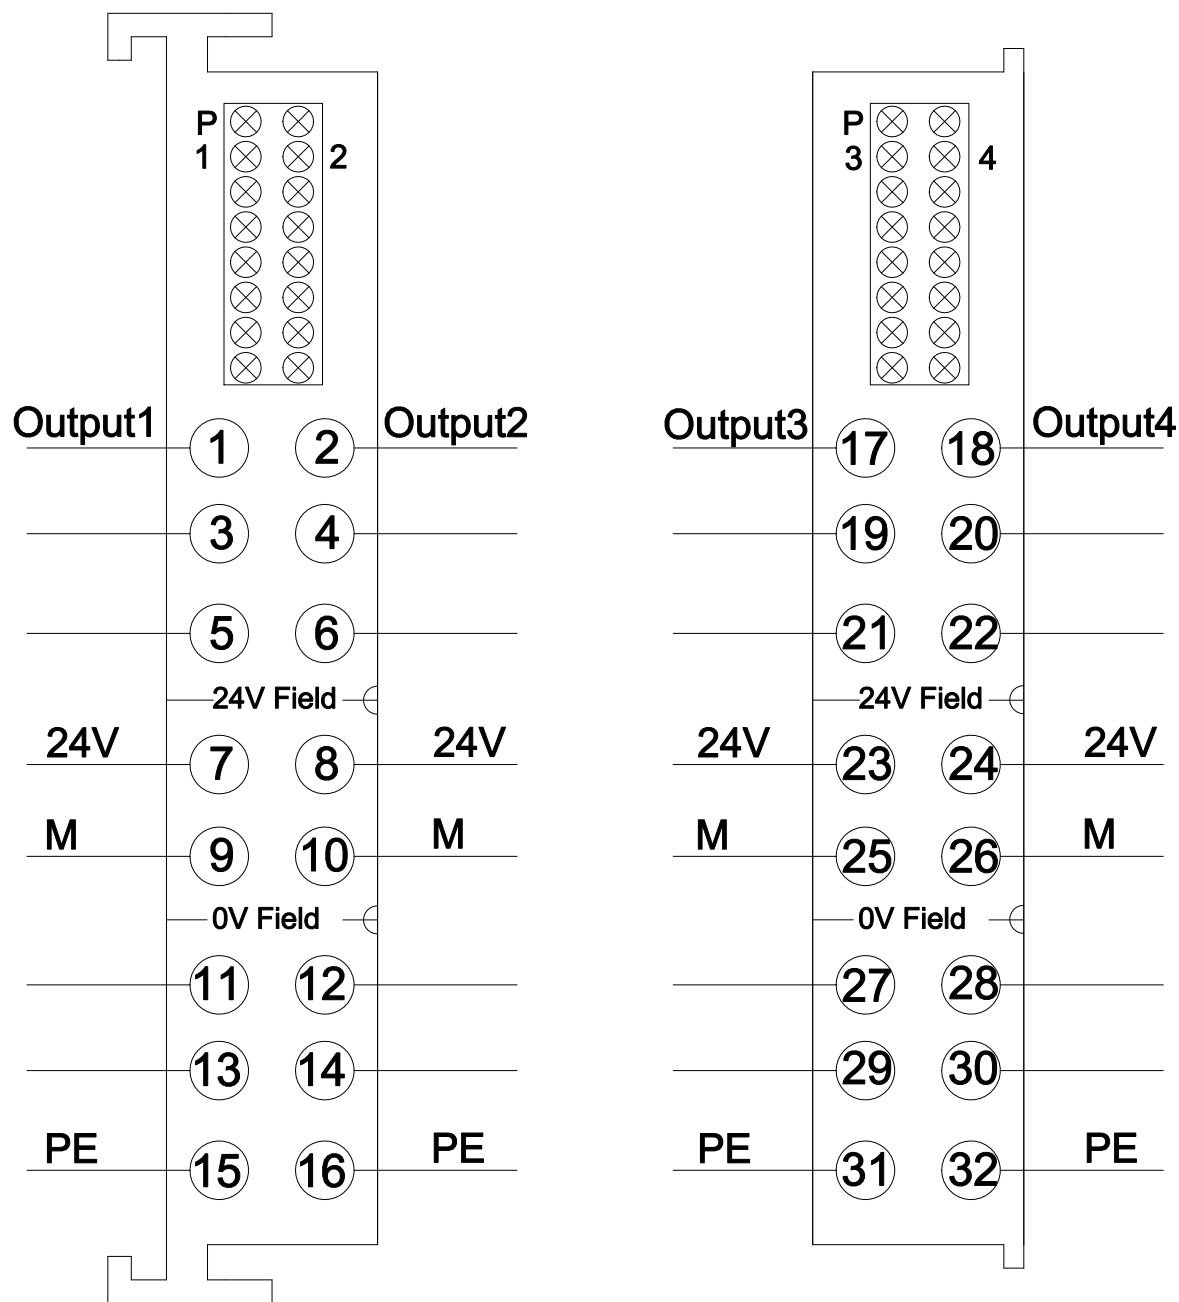 P
1 2
Output1 1 2 Output2
3 4
5 6
24V Field
24V 7 8 24V
M 9 10 M
0V Field
11 12
13 14
PE 15 16 PE
P
3 4
Output3 17 18 Output4
19 20
21 22
24V Field
24V 23 24 24V
M 25 26 M
0V Field
27 28
29 30
PE 31 32 PE